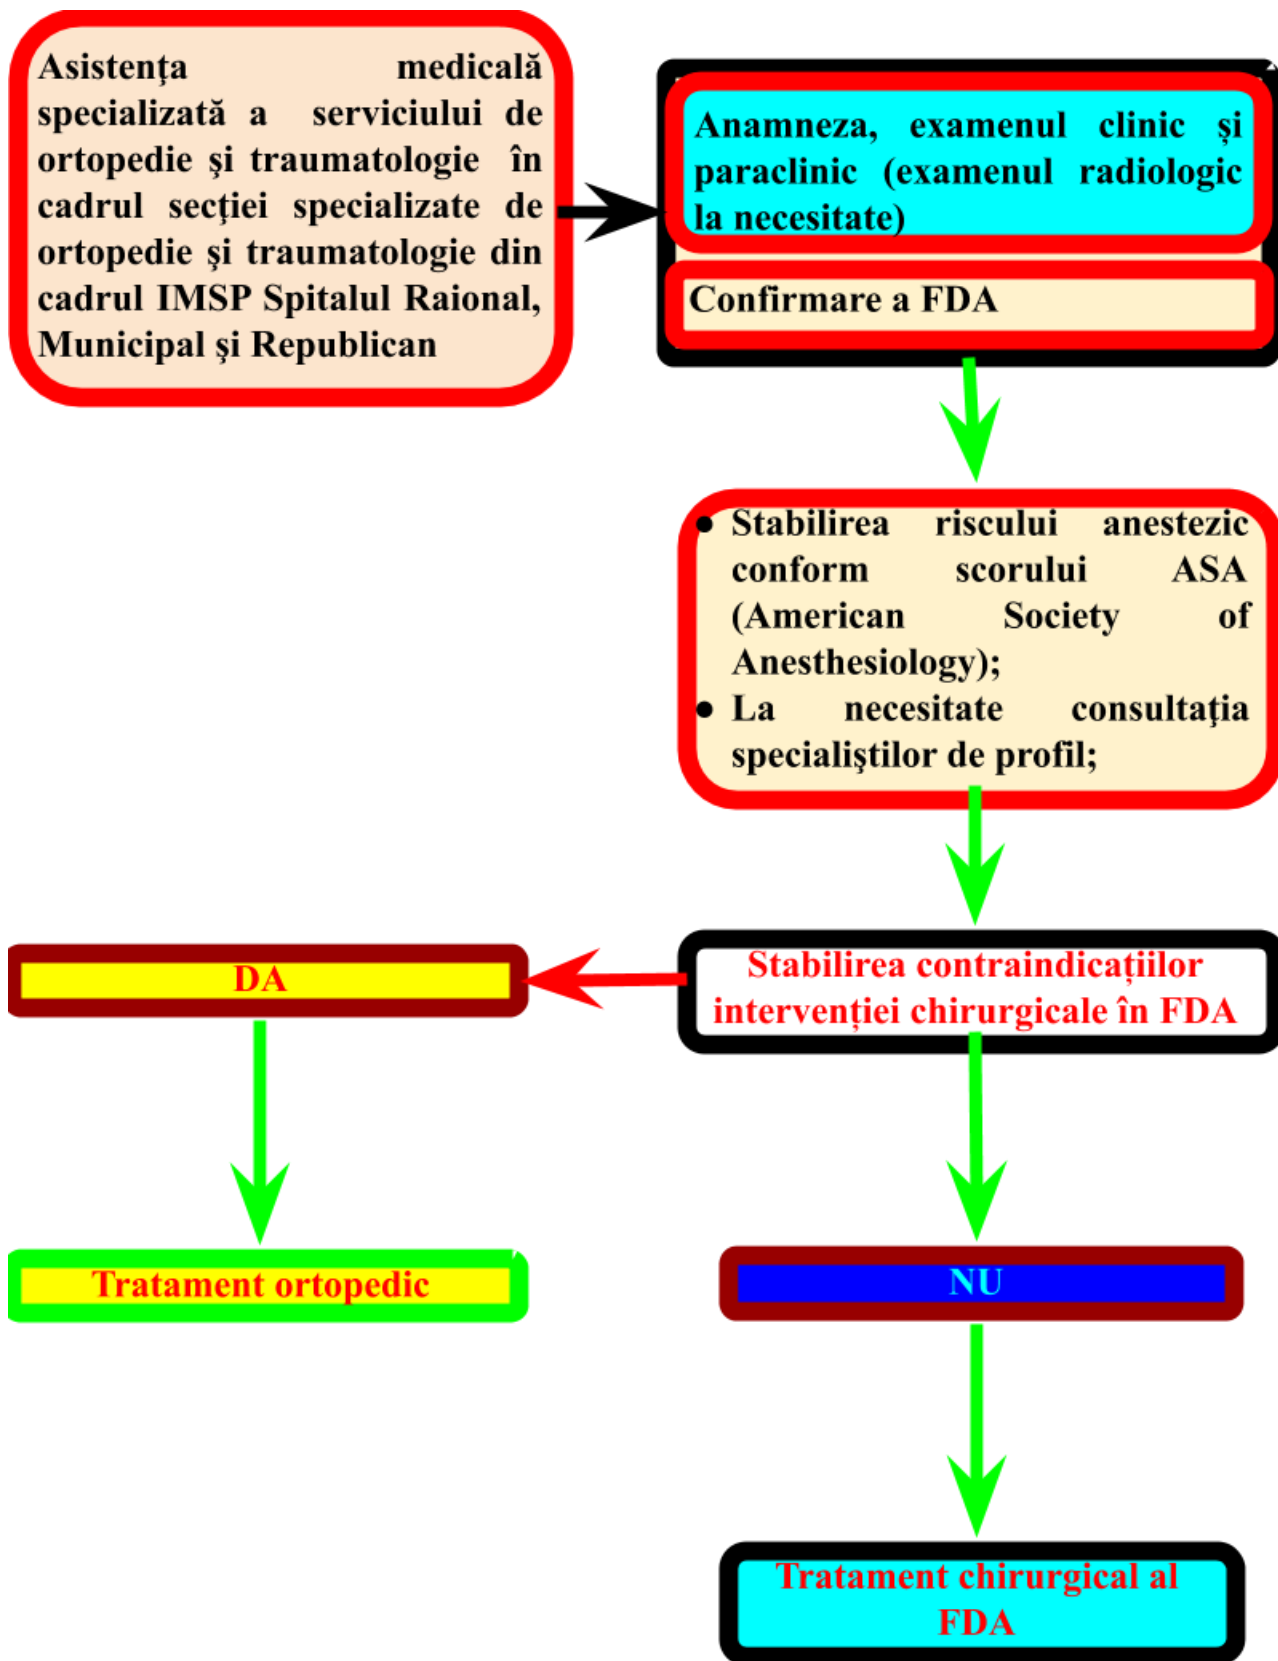 Asistenţa medicală
specializată a serviciului de
ortopedie şi traumatologie în
cadrul secţiei specializate de
ortopedie şi traumatologie din
cadrul IMSP Spitalul Raional,
Municipal şi Republican
Anamneza, examenul clinic și
paraclinic (examenul radiologic
la necesitate)
Confirmare a FDA
● Stabilirea riscului anestezic
conform scorului ASA
(American Society of
Anesthesiology);
● La necesitate consultaţia
specialiştilor de profil;
Stabilirea contraindicațiilor
intervenției chirurgicale în FDA
DA
Tratament ortopedic
NU
Tratament chirurgical al
FDA